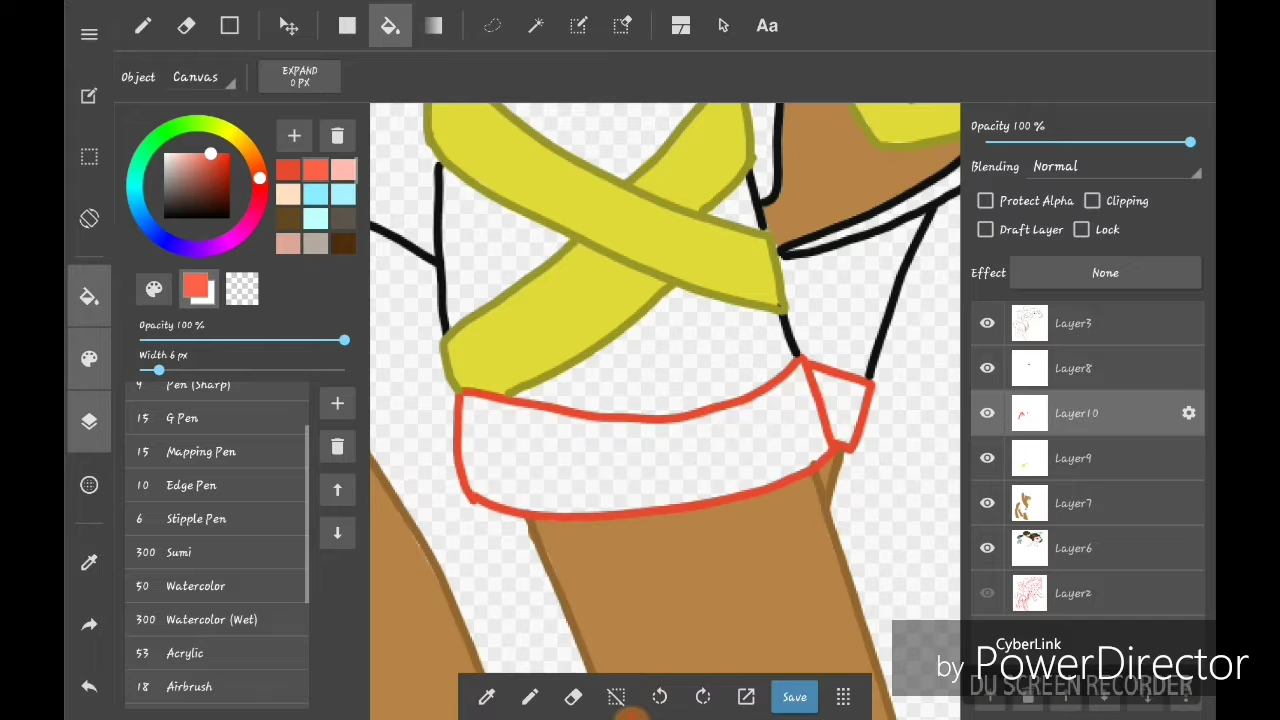 Aa
Object Canvas
EXPAND
0 PX
Opacity 100 %
Blending Normal
Protect Alpha
Clipping
Draft Layer
Lock
Effect None
Opacity 100 %
Width 6 px
Pen (Sharp)
15 G Pen
15 Mapping Pen
10 Edge Pen
6 Stipple Pen
300 Sumi
50 Watercolor
300 Watercolor (Wet)
53 Acrylic
18 Airbrush
Layer3
Layer8
Layer10
Layer9
Layer7
Layer6
Layer2
Save
CyberLink
by PowerDirector
DU SCREEN RECORDER